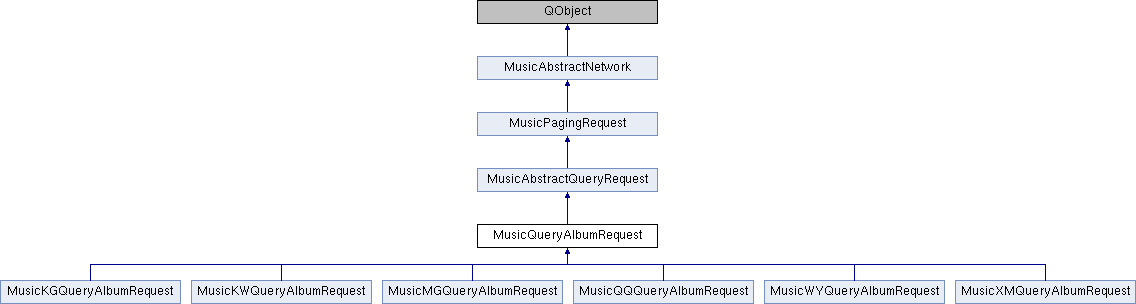 QObject
MusicAbstractNetwork
MusicPagingRequest
MusicAbstractQueryRequest
MusicQueryAlbumRequest
MusicKGQueryAlbumRequest
MusicKWQueryAlbumRequest
MusicMGQueryAlbumRequest
MusicQQQueryAlbumRequest
MusicWYQueryAlbumRequest
MusicXMQueryAlbumRequest